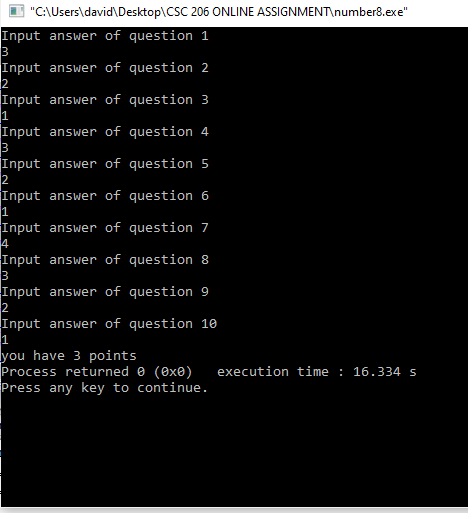 "C:\Users\david\Desktop\CSC 206 ONLINE ASSIGNMENT\number8.exe"
Input answer of question 1
3
Input answer of question 2
2
Input answer of question 3
1
Input answer of question 4
3
Input answer of question 5
2
Input answer of question 6
1
Input answer of question 7
4
Input answer of question 8
3
Input answer of question 9
2
Input answer of question 10
1
you have 3 points
Process returned 0 (0x0)   execution time : 16.334 s
Press any key to continue.